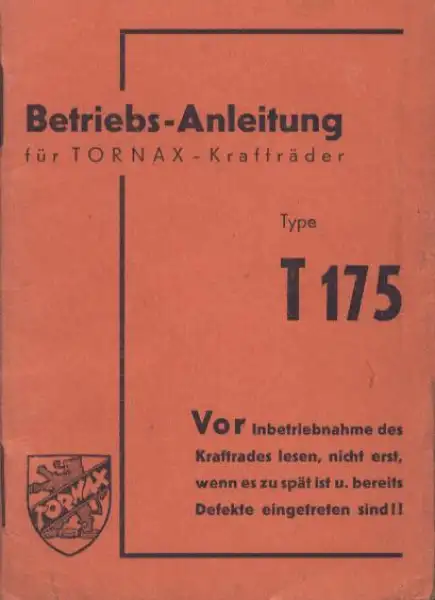 Betriebs-Anleitung
für TORNAX-Krafträder
Type
T 175
Vor Inbetriebnahme des
Kraftrades lesen, nicht erst,
wenn es zu spät ist u. bereits
Defekte eingetreten sind!!
TORNAX